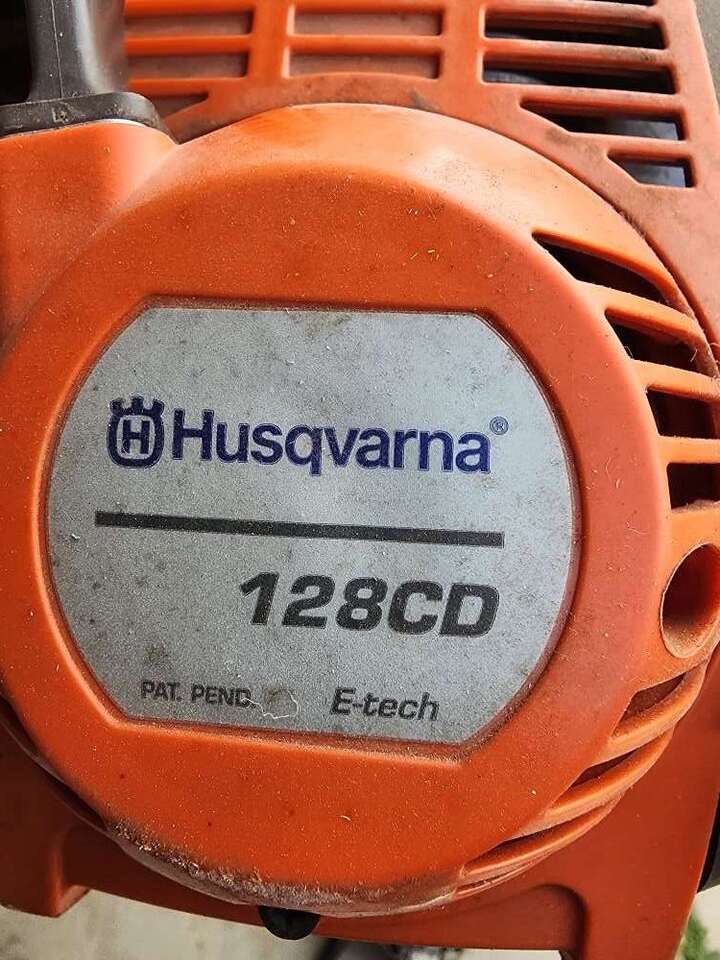 H Husqvarna®
128CD
PAT. PEND
E-tech